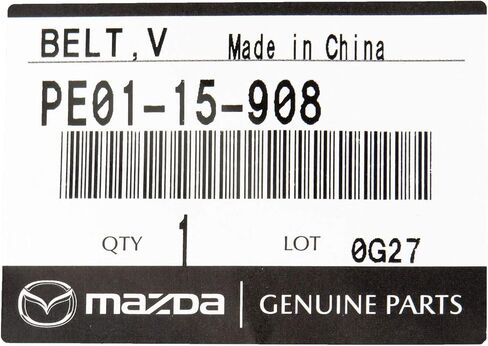 BELT,V Made in China
PE01-15-908
QTY 1 LOT 0G27
mazda GENUINE PARTS